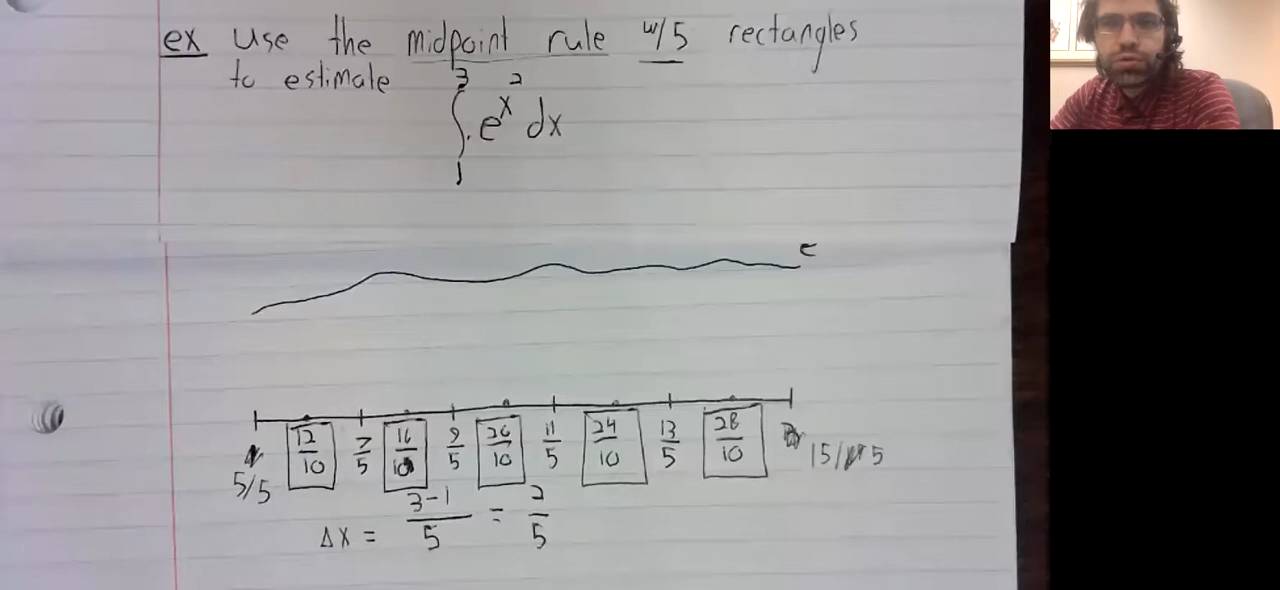 ex Use the midpoint rule w/5 rectangles
to estimate ∫₁³ e^x² dx
5/5 12/10 7/5 16/10 9/5 20/10 11/5 24/10 13/5 28/10 15/5
Δx = 3-1/5 = 2/5